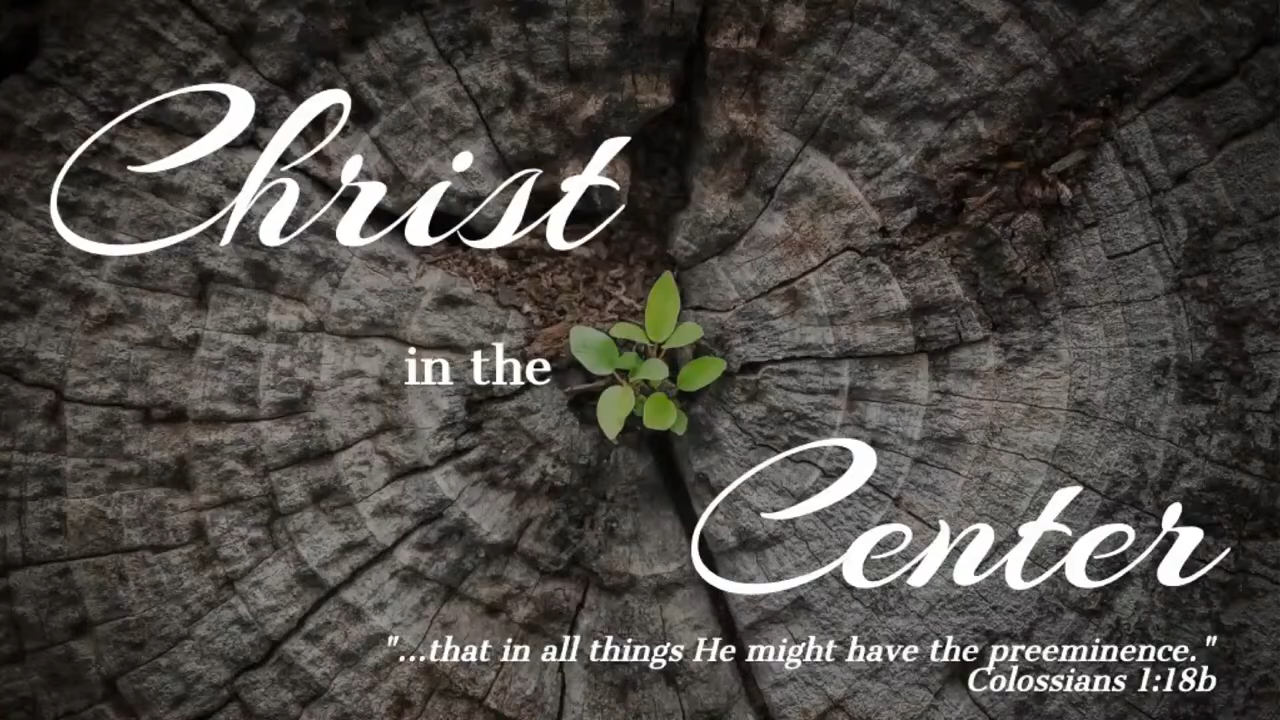 Christ
in the
Center
"...that in all things He might have the preeminence."
Colossians 1:18b